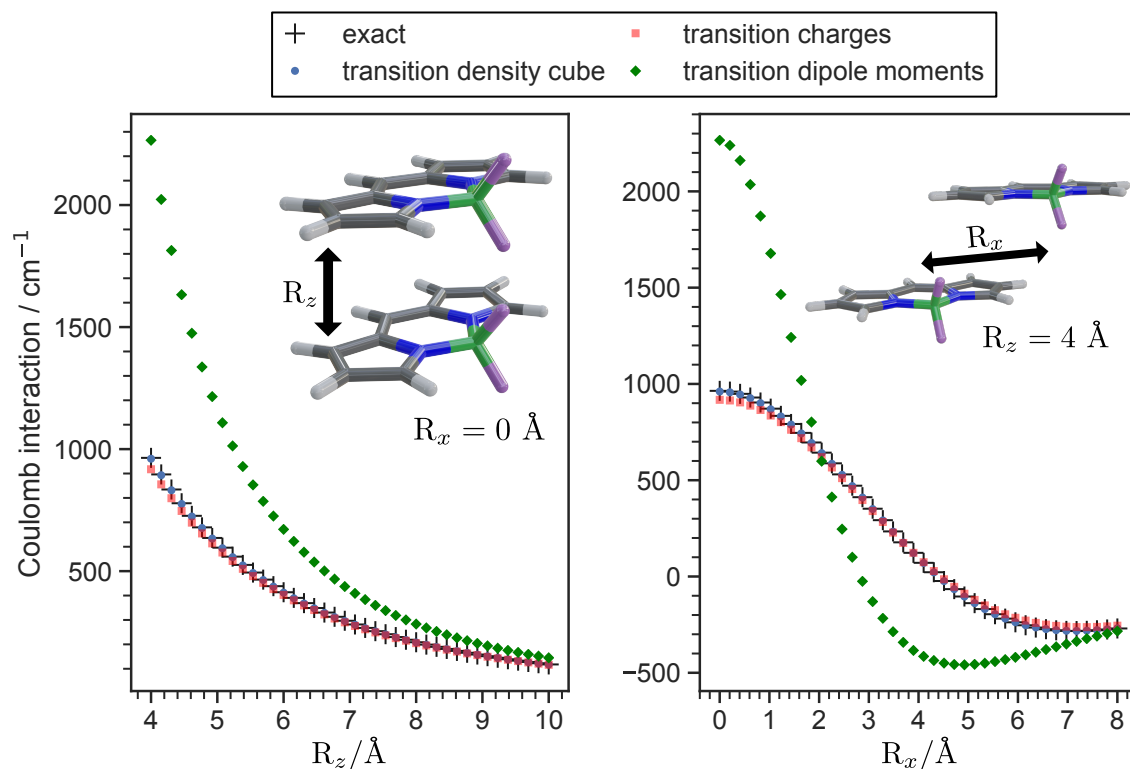 exact
transition charges
transition density cube
transition dipole moments
Coulomb interaction / cm⁻¹
2000
1500
1000
500
4 5 6 7 8 9 10
R_z/Å
R_z
R_x = 0 Å
2000
1500
1000
500
0
−500
0 1 2 3 4 5 6 7 8
R_x/Å
R_x
R_z = 4 Å